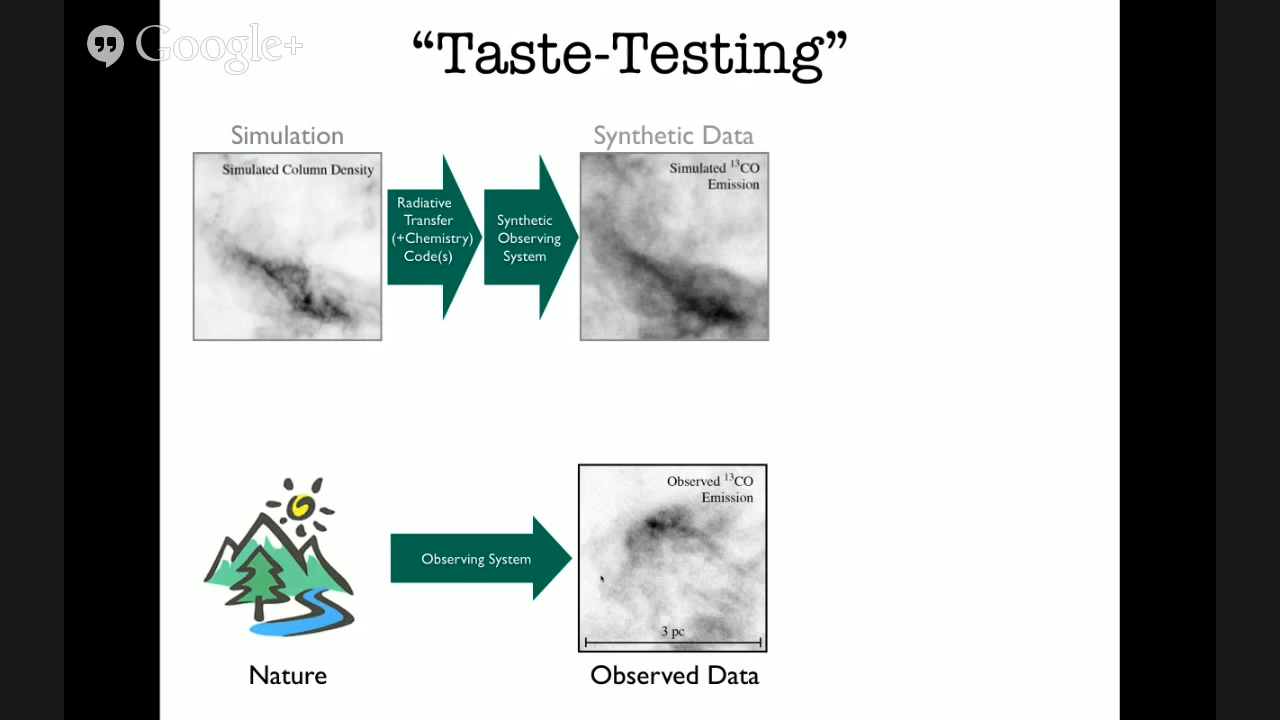 Google+
“Taste-Testing”
Simulation
Synthetic Data
Simulated Column Density
Radiative
Transfer
(+Chemistry)
Code(s)
Synthetic
Observing
System
Simulated ¹³CO
Emission
Observing System
Observed ¹³CO
Emission
3 pc
Nature
Observed Data